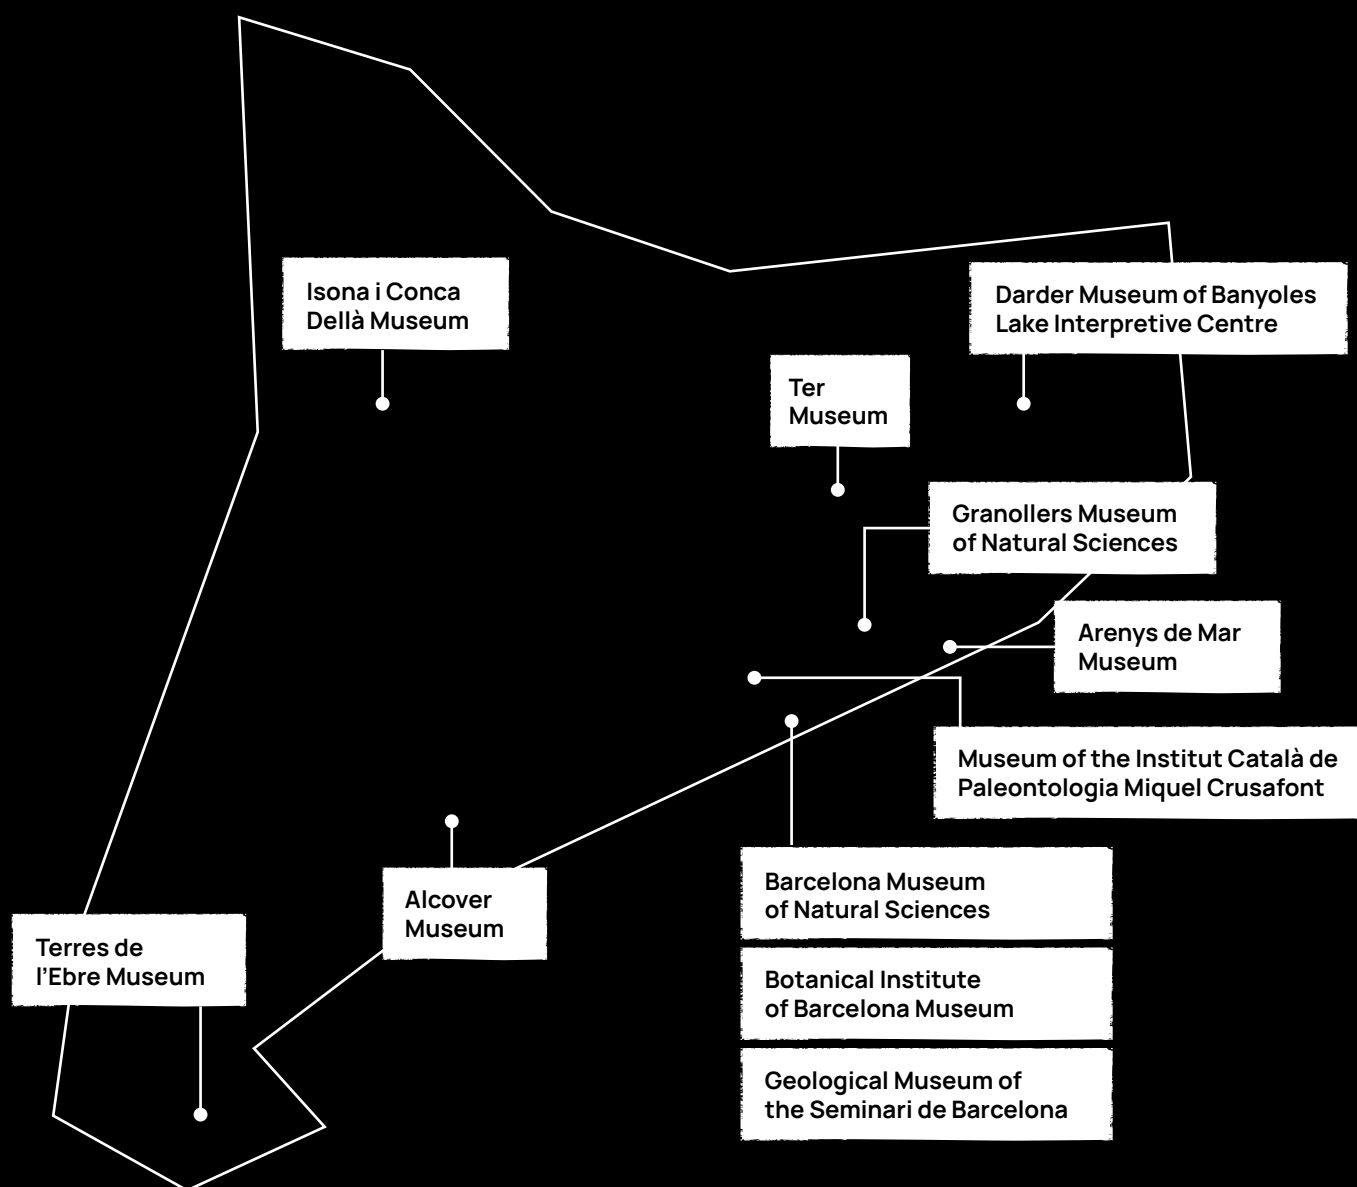 Isona i Conca
Dellà Museum
Darder Museum of Banyoles
Lake Interpretive Centre
Ter
Museum
Granollers Museum
of Natural Sciences
Arenys de Mar
Museum
Museum of the Institut Català de
Paleontologia Miquel Crusafont
Alcover
Museum
Terres de
l’Ebre Museum
Barcelona Museum
of Natural Sciences
Botanical Institute
of Barcelona Museum
Geological Museum of
the Seminari de Barcelona